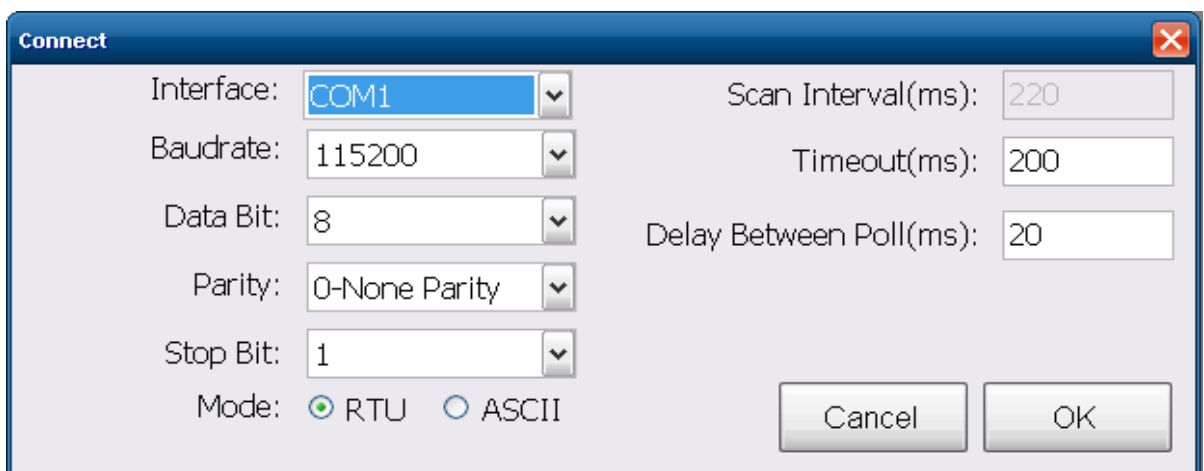 Connect
Interface: COM1
Scan Interval(ms): 220
Baudrate: 115200
Timeout(ms): 200
Data Bit: 8
Delay Between Poll(ms): 20
Parity: 0-None Parity
Stop Bit: 1
Mode: RTU ASCII
Cancel OK